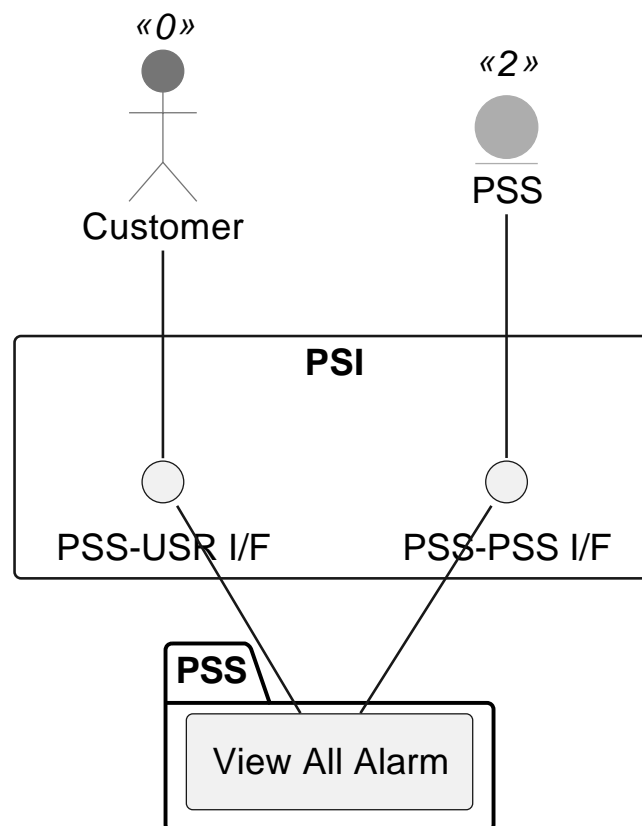 «0»
«2»
Customer
PSS
PSI
PSS-USR I/F
PSS-PSS I/F
PSS
View All Alarm